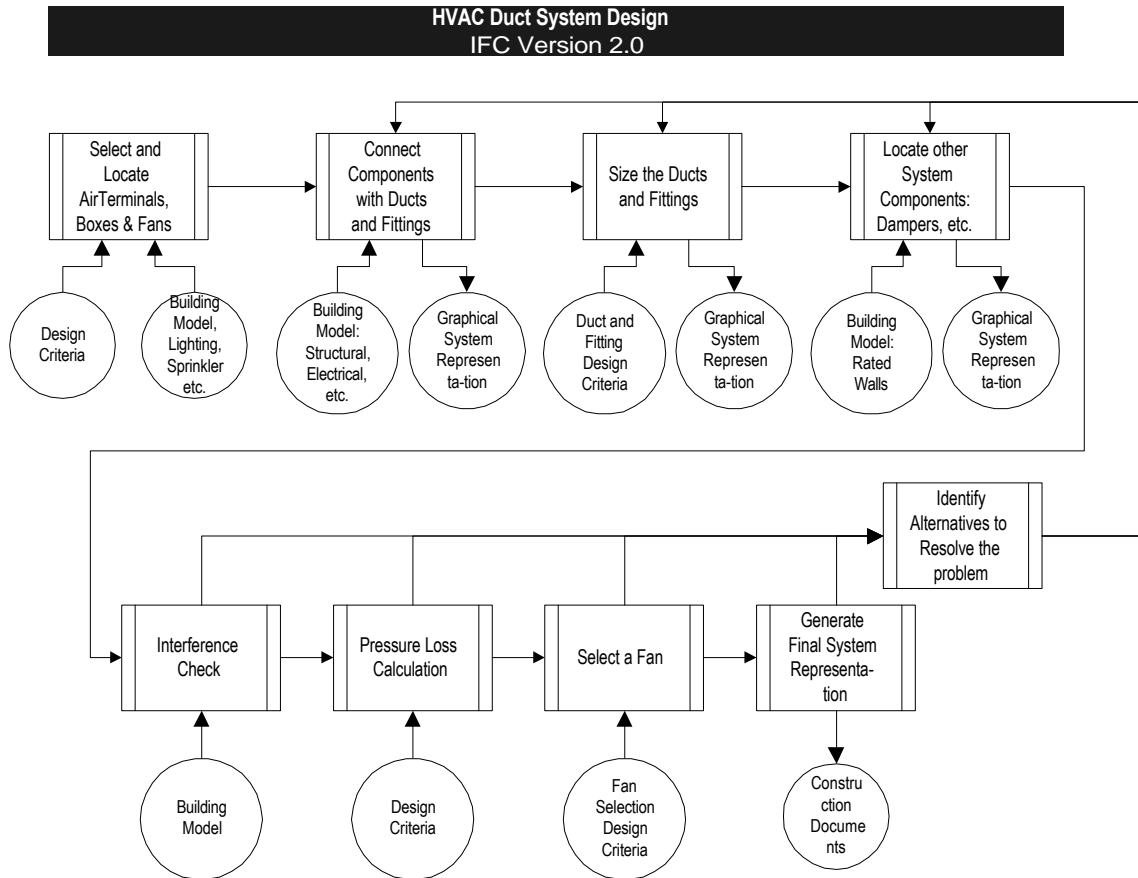 HVAC Duct System Design
IFC Version 2.0
Select and
Locate
AirTerminals,
Boxes & Fans
Connect
Components
with Ducts
and Fittings
Size the Ducts
and Fittings
Locate other
System
Components:
Dampers, etc.
Design
Criteria
Building
Model,
Lighting,
Sprinkler
etc.
Building
Model:
Structural,
Electrical,
etc.
Graphical
System
Represen
ta-tion
Duct and
Fitting
Design
Criteria
Graphical
System
Represen
ta-tion
Building
Model:
Rated
Walls
Graphical
System
Represen
ta-tion
Identify
Alternatives to
Resolve the
problem
Interference
Check
Pressure Loss
Calculation
Select a Fan
Generate
Final System
Representa-
tion
Building
Model
Design
Criteria
Fan
Selection
Design
Criteria
Constru
ction
Docume
nts